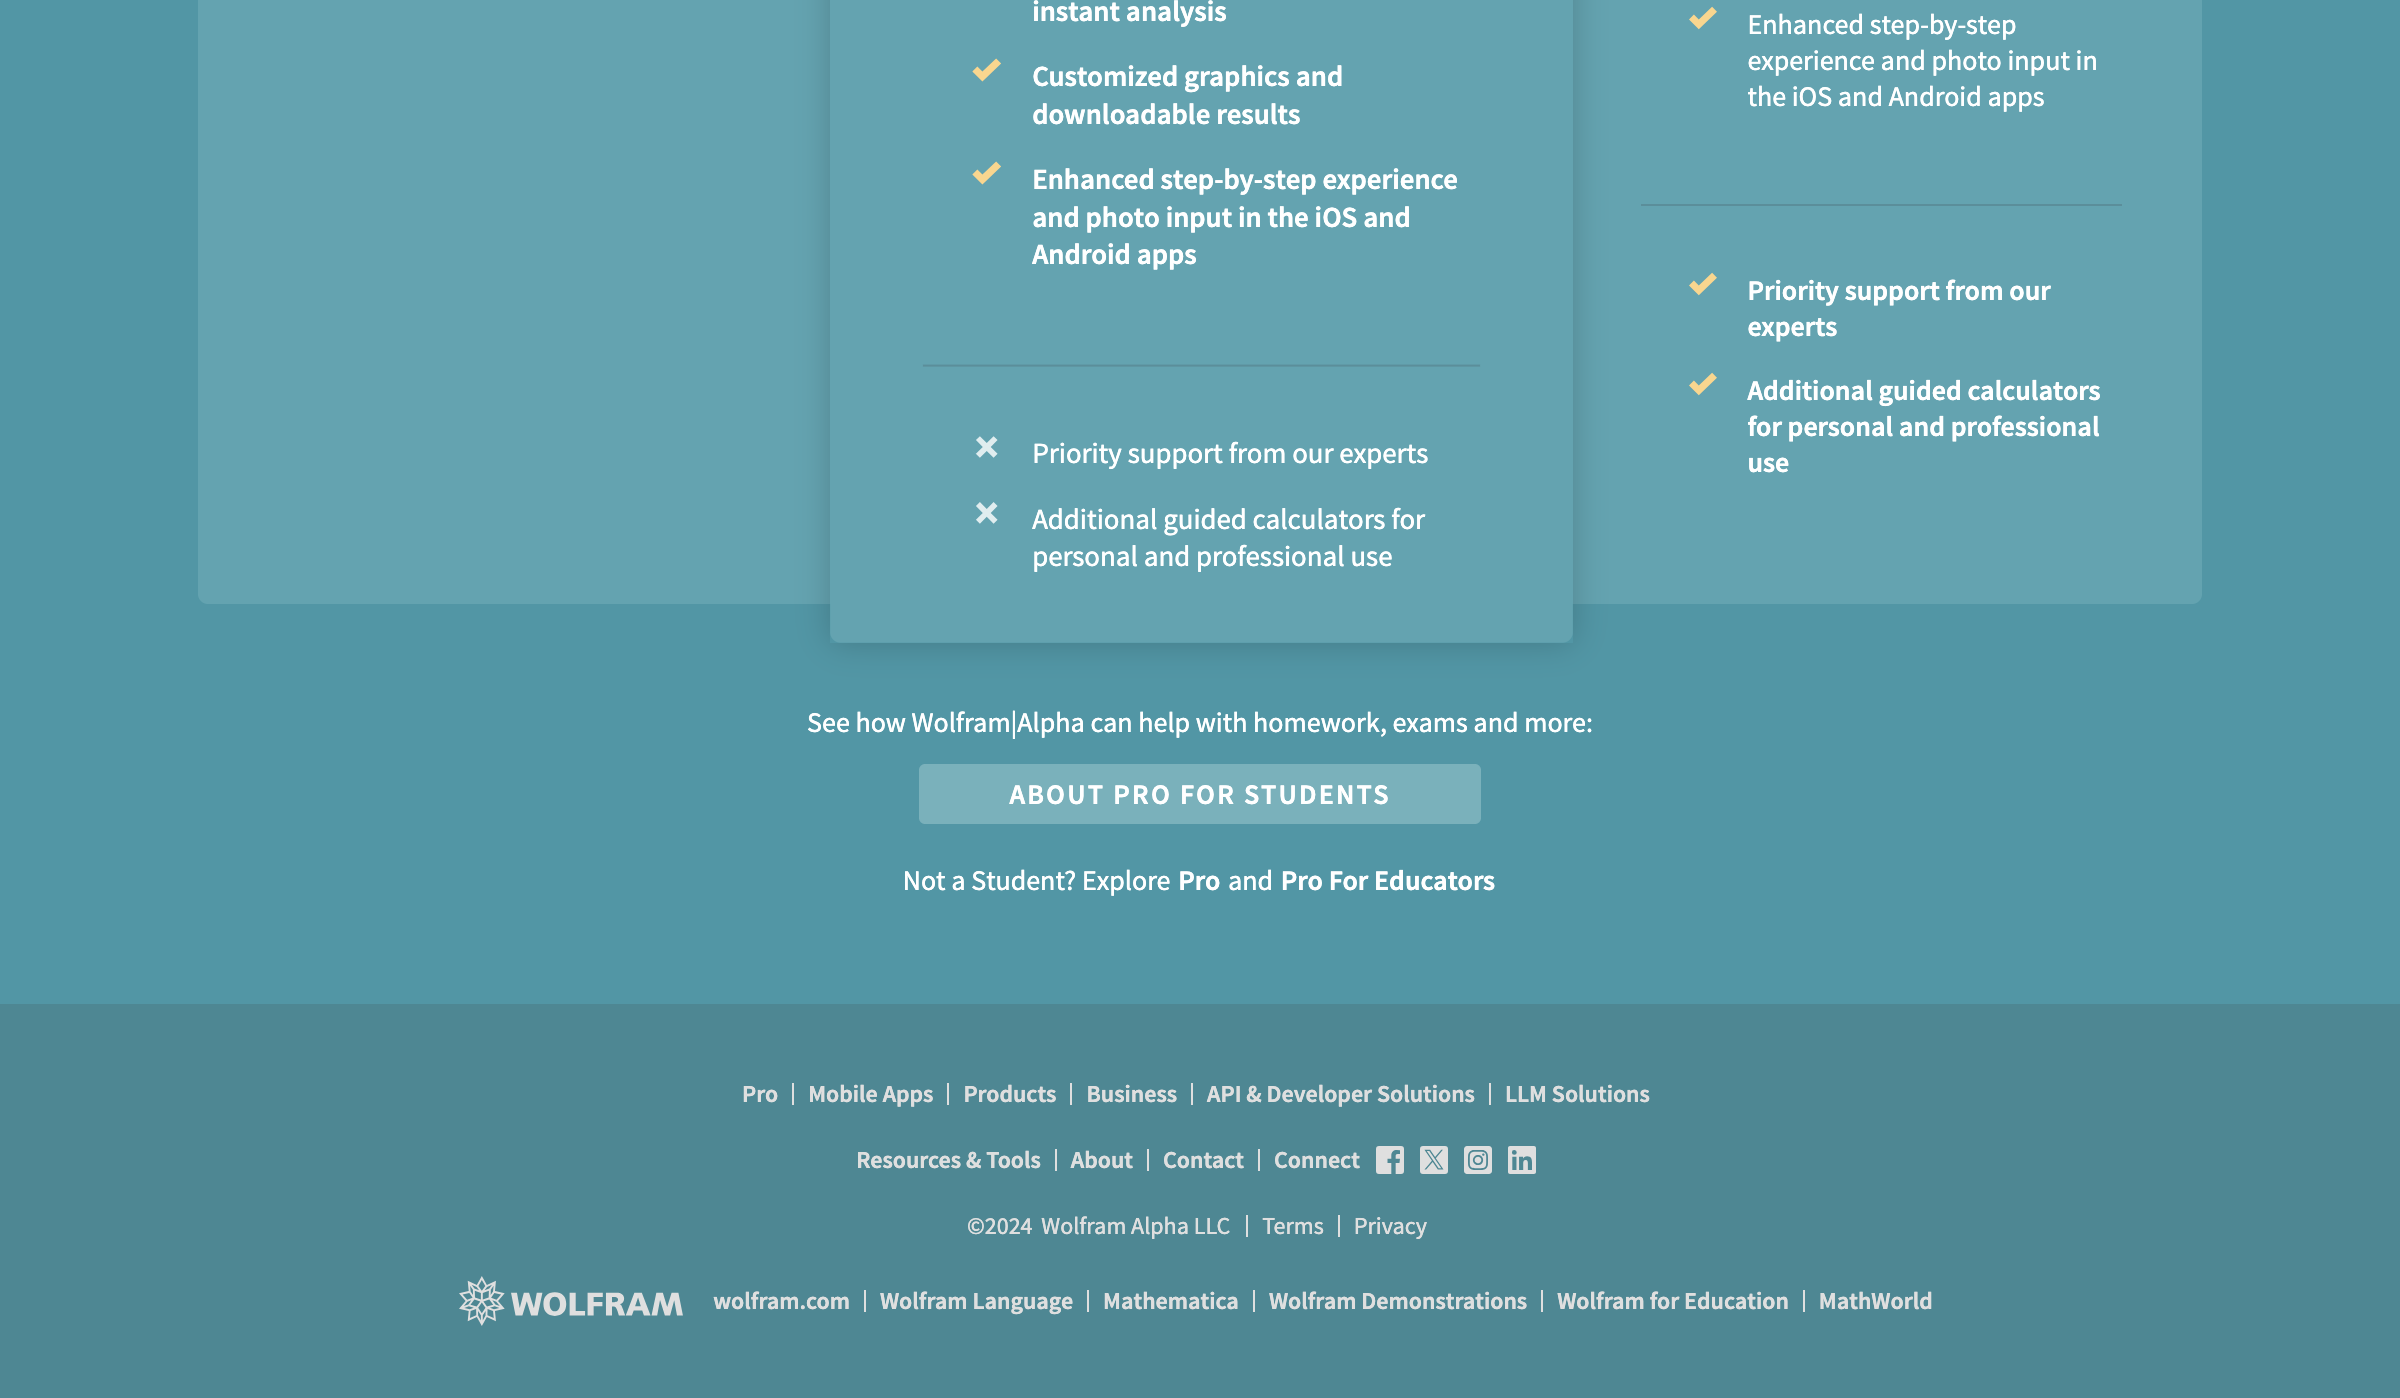 instant analysis
Customized graphics and
downloadable results
Enhanced step-by-step experience
and photo input in the iOS and
Android apps
Priority support from our experts
Additional guided calculators for
personal and professional use
Enhanced step-by-step
experience and photo input in
the iOS and Android apps
Priority support from our
experts
Additional guided calculators
for personal and professional
use
See how Wolfram|Alpha can help with homework, exams and more:
ABOUT PRO FOR STUDENTS
Not a Student? Explore Pro and Pro For Educators
Pro | Mobile Apps | Products | Business | API & Developer Solutions | LLM Solutions
Resources & Tools | About | Contact | Connect
©2024 Wolfram Alpha LLC | Terms | Privacy
WOLFRAM wolfram.com | Wolfram Language | Mathematica | Wolfram Demonstrations | Wolfram for Education | MathWorld